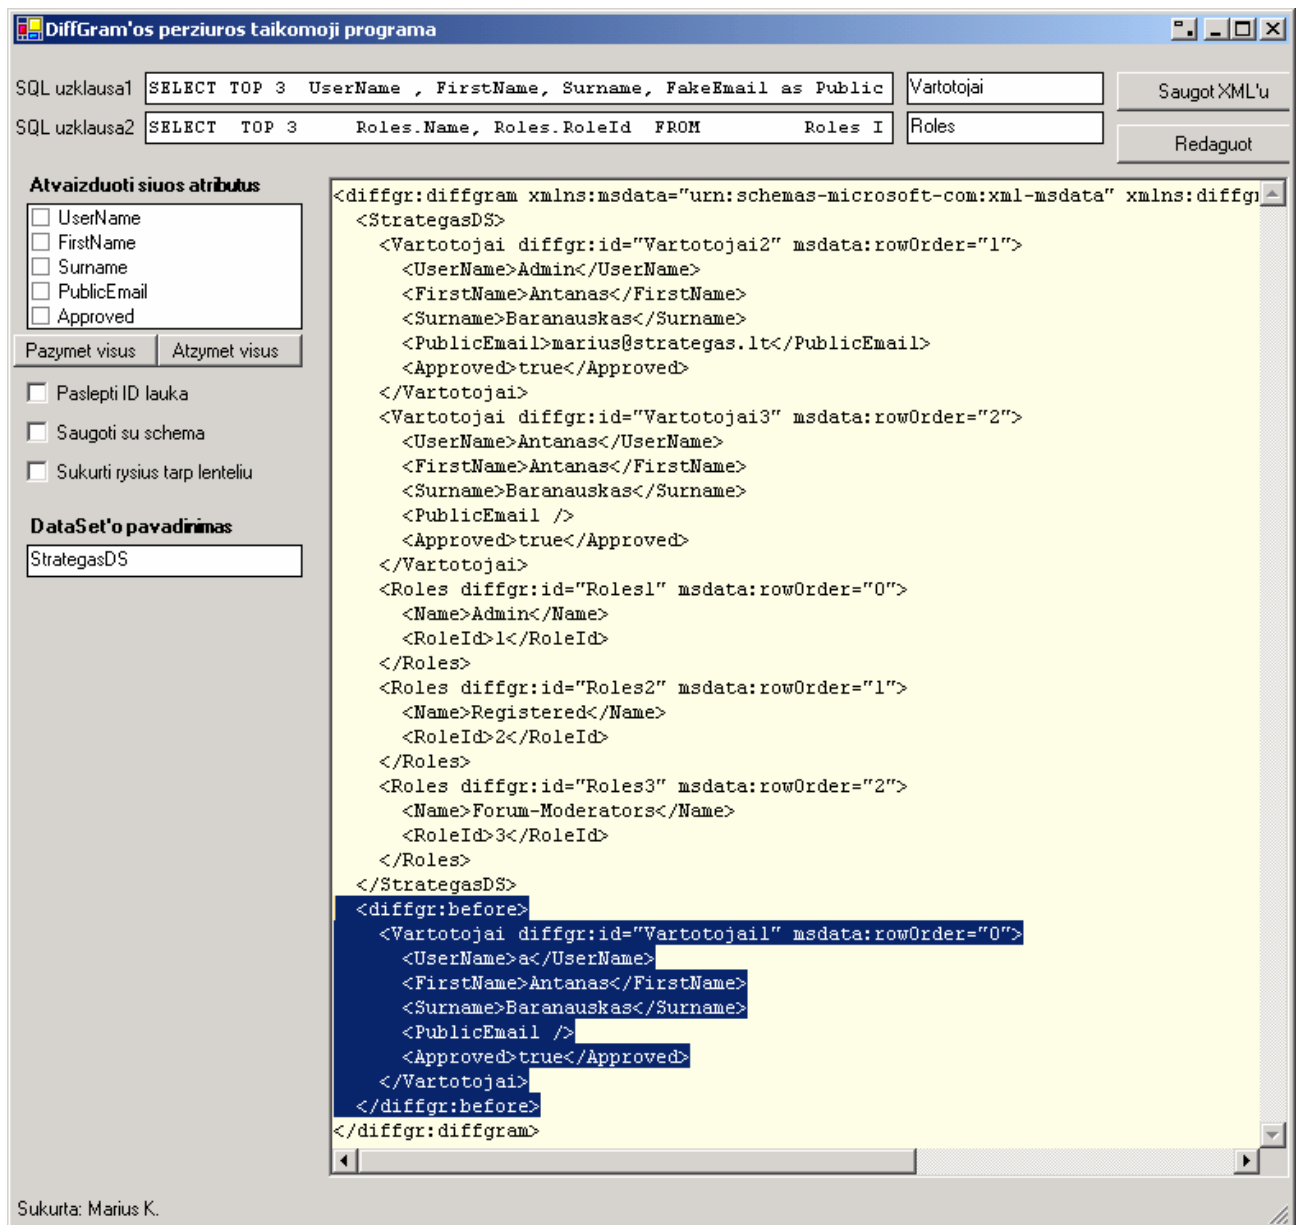 DiffGram'os perziuros taikomoji programa
SQL uzklausa1 SELECT TOP 3 UserName , FirstName, Surname, FakeEmail as Public Vartotojai Saugot XML'u
SQL uzklausa2 SELECT TOP 3 Roles.Name, Roles.RoleId FROM Roles I Roles
Redaguot
Atvaizduoti siuos atributus
UserName
FirstName
Surname
PublicEmail
Approved
Pazymet visus Atzymet visus
Paslepti ID lauka
Saugoti su schema
Sukurti rysius tarp lenteliu
DataSet'o pavadinimas
StrategasDS
<diffgr:diffgram xmlns:msdata="urn:schemas-microsoft-com:xml-msdata" xmlns:diffgr
<StrategasDS>
<Vartotojai diffgr:id="Vartotojai2" msdata:rowOrder="1">
<UserName>Admin</UserName>
<FirstName>Antanas</FirstName>
<Surname>Baranauskas</Surname>
<PublicEmail>marius@strategas.lt</PublicEmail>
<Approved>true</Approved>
</Vartotojai>
<Vartotojai diffgr:id="Vartotojai3" msdata:rowOrder="2">
<UserName>Antanas</UserName>
<FirstName>Antanas</FirstName>
<Surname>Baranauskas</Surname>
<PublicEmail />
<Approved>true</Approved>
</Vartotojai>
<Roles diffgr:id="Roles1" msdata:rowOrder="0">
<Name>Admin</Name>
<RoleId>1</RoleId>
</Roles>
<Roles diffgr:id="Roles2" msdata:rowOrder="1">
<Name>Registered</Name>
<RoleId>2</RoleId>
</Roles>
<Roles diffgr:id="Roles3" msdata:rowOrder="2">
<Name>Forum-Moderators</Name>
<RoleId>3</RoleId>
</Roles>
</StrategasDS>
<diffgr:before>
<Vartotojai diffgr:id="Vartotojai1" msdata:rowOrder="0">
<UserName>a</UserName>
<FirstName>Antanas</FirstName>
<Surname>Baranauskas</Surname>
<PublicEmail />
<Approved>true</Approved>
</Vartotojai>
</diffgr:before>
</diffgr:diffgram>
Sukurta: Marius K.